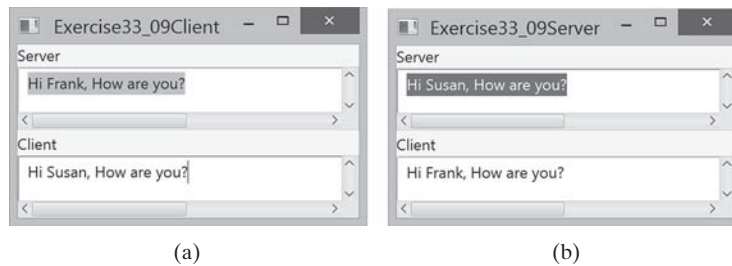 Exercise33_09Client
Server
Hi Frank, How are you?
Client
Hi Susan, How are you?
(a)
Exercise33_09Server
Server
Hi Susan, How are you?
Client
Hi Frank, How are you?
(b)